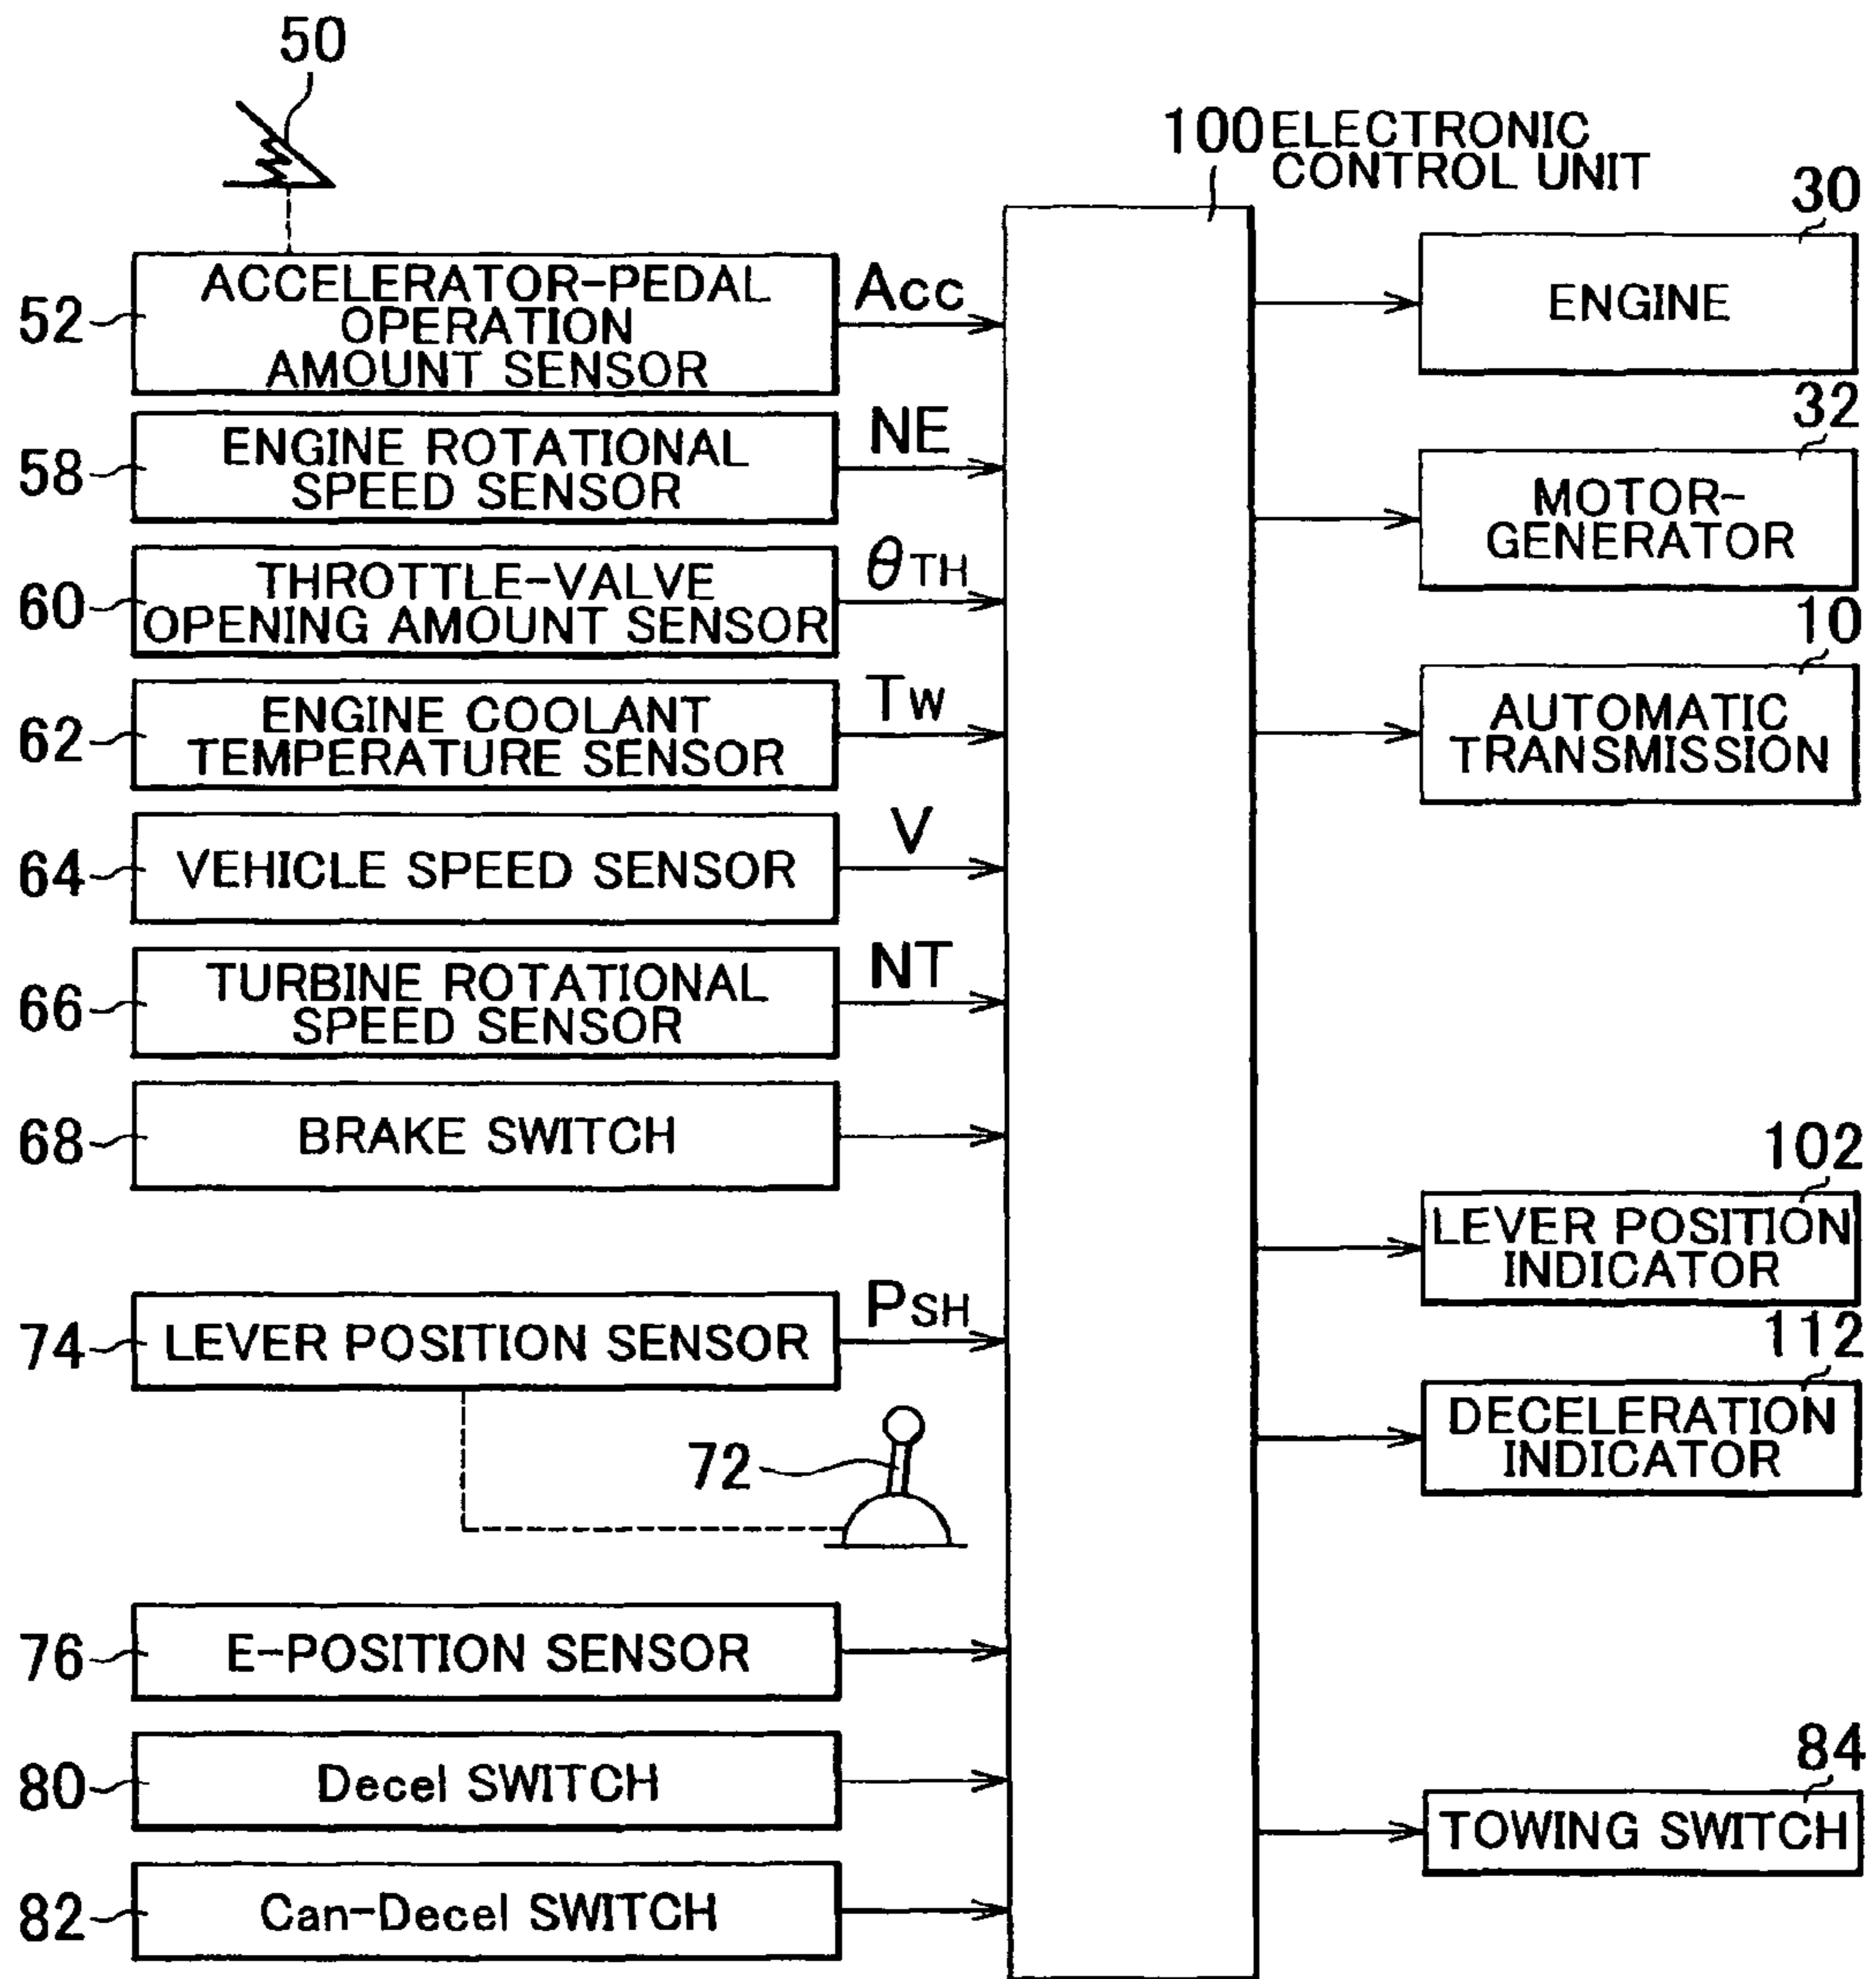 50
100 ELECTRONIC
CONTROL UNIT
52
ACCELERATOR-PEDAL
OPERATION
AMOUNT SENSOR
Acc
58
ENGINE ROTATIONAL
SPEED SENSOR
NE
60
THROTTLE-VALVE
OPENING AMOUNT SENSOR
θTH
62
ENGINE COOLANT
TEMPERATURE SENSOR
Tw
64
VEHICLE SPEED SENSOR
V
66
TURBINE ROTATIONAL
SPEED SENSOR
NT
68
BRAKE SWITCH
74
LEVER POSITION SENSOR
PSH
72
76
E-POSITION SENSOR
80
Decel SWITCH
82
Can-Decel SWITCH
30
ENGINE
32
MOTOR-
GENERATOR
10
AUTOMATIC
TRANSMISSION
102
LEVER POSITION
INDICATOR
112
DECELERATION
INDICATOR
84
TOWING SWITCH